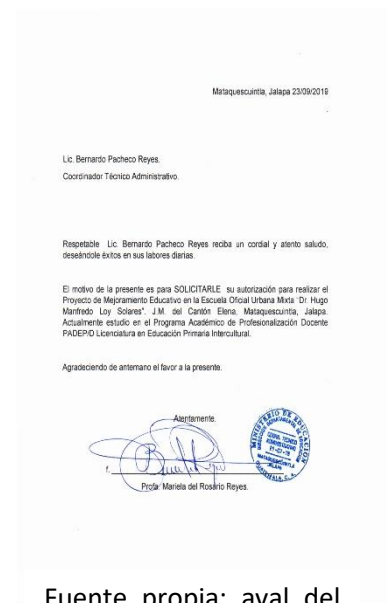 Mataquescuintla, Jalapa 23/09/2019
Lic. Bernardo Pacheco Reyes.
Coordinador Técnico Administrativo.
Respetable Lic. Bernardo Pacheco Reyes reciba un cordial y atento saludo,
deseándole éxitos en sus labores diarias.
El motivo de la presente es para SOLICITARLE su autorización para realizar el
Proyecto de Mejoramiento Educativo en la Escuela Oficial Urbana Mixta "Dr. Hugo
Manfredo Loy Solares". J.M. del Cantón Elena. Mataquescuintla, Jalapa.
Actualmente estudio en el Programa Académico de Profesionalización Docente
PADEP/D Licenciatura en Educación Primaria Intercultural.
Agradeciendo de antemano el favor a la presente.
Atentamente.
MINISTERIO DE EDUCACION
f.
Profa: Mariela del Rosario Reyes.
Fuente propia: aval del